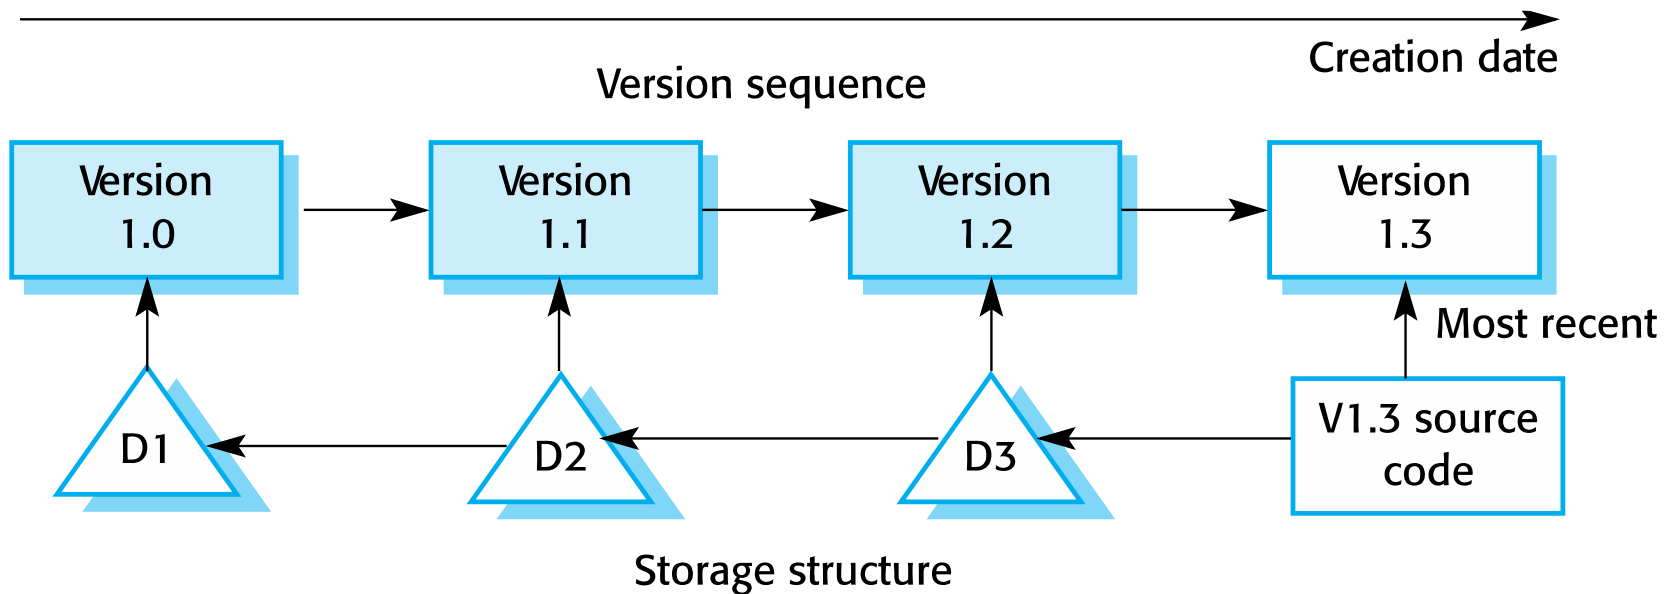 Creation date
Version sequence
Version
1.0
Version
1.1
Version
1.2
Version
1.3
Most recent
D1
D2
D3
V1.3 source
code
Storage structure